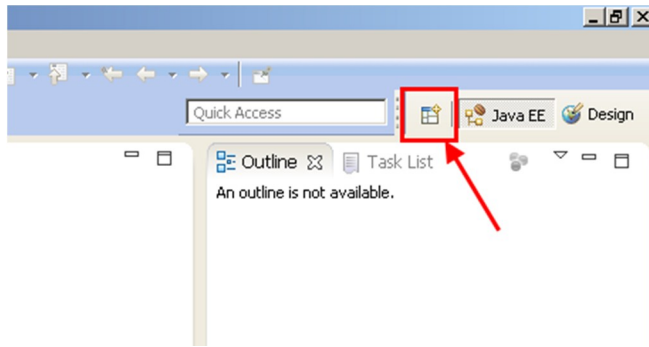 Quick Access
Java EE
Design
Outline
Task List
An outline is not available.